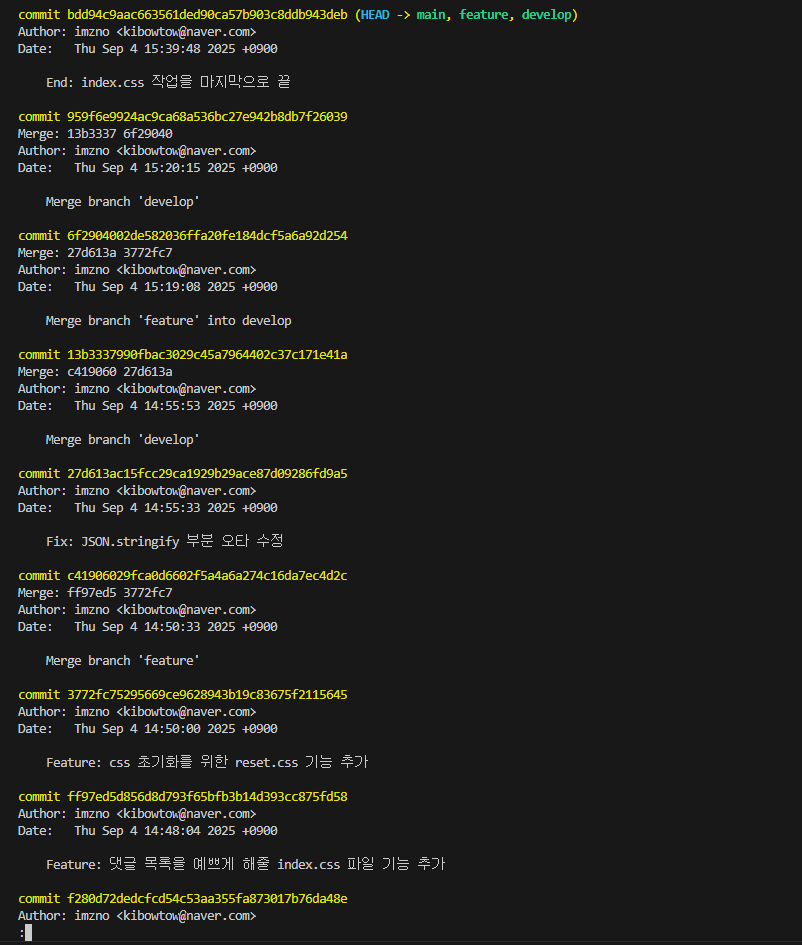 commit bdd94c9aac663561ded90ca57b903c8ddb943deb (HEAD -> main, feature, develop)
Author: imzno <kibowtow@naver.com>
Date:   Thu Sep 4 15:39:48 2025 +0900
End: index.css 작업을 마지막으로 끝
commit 959f6e9924ac9ca68a536bc27e942b8db7f26039
Merge: 13b3337 6f29040
Author: imzno <kibowtow@naver.com>
Date:   Thu Sep 4 15:20:15 2025 +0900
Merge branch 'develop'
commit 6f2904002de582036ffa20fe184dcf5a6a92d254
Merge: 27d613a 3772fc7
Author: imzno <kibowtow@naver.com>
Date:   Thu Sep 4 15:19:08 2025 +0900
Merge branch 'feature' into develop
commit 13b3337990fbac3029c45a7964402c37c171e41a
Merge: c419060 27d613a
Author: imzno <kibowtow@naver.com>
Date:   Thu Sep 4 14:55:53 2025 +0900
Merge branch 'develop'
commit 27d613ac15fcc29ca1929b29ace87d09286fd9a5
Author: imzno <kibowtow@naver.com>
Date:   Thu Sep 4 14:55:33 2025 +0900
Fix: JSON.stringify 부분 오타 수정
commit c41906029fca0d6602f5a4a6a274c16da7ec4d2c
Merge: ff97ed5 3772fc7
Author: imzno <kibowtow@naver.com>
Date:   Thu Sep 4 14:50:33 2025 +0900
Merge branch 'feature'
commit 3772fc75295669ce9628943b19c83675f2115645
Author: imzno <kibowtow@naver.com>
Date:   Thu Sep 4 14:50:00 2025 +0900
Feature: css 초기화를 위한 reset.css 기능 추가
commit ff97ed5d856d8d793f65bfb3b14d393cc875fd58
Author: imzno <kibowtow@naver.com>
Date:   Thu Sep 4 14:48:04 2025 +0900
Feature: 댓글 목록을 예쁘게 해줄 index.css 파일 기능 추가
commit f280d72dedcfcd54c53aa355fa873017b76da48e
Author: imzno <kibowtow@naver.com>
: